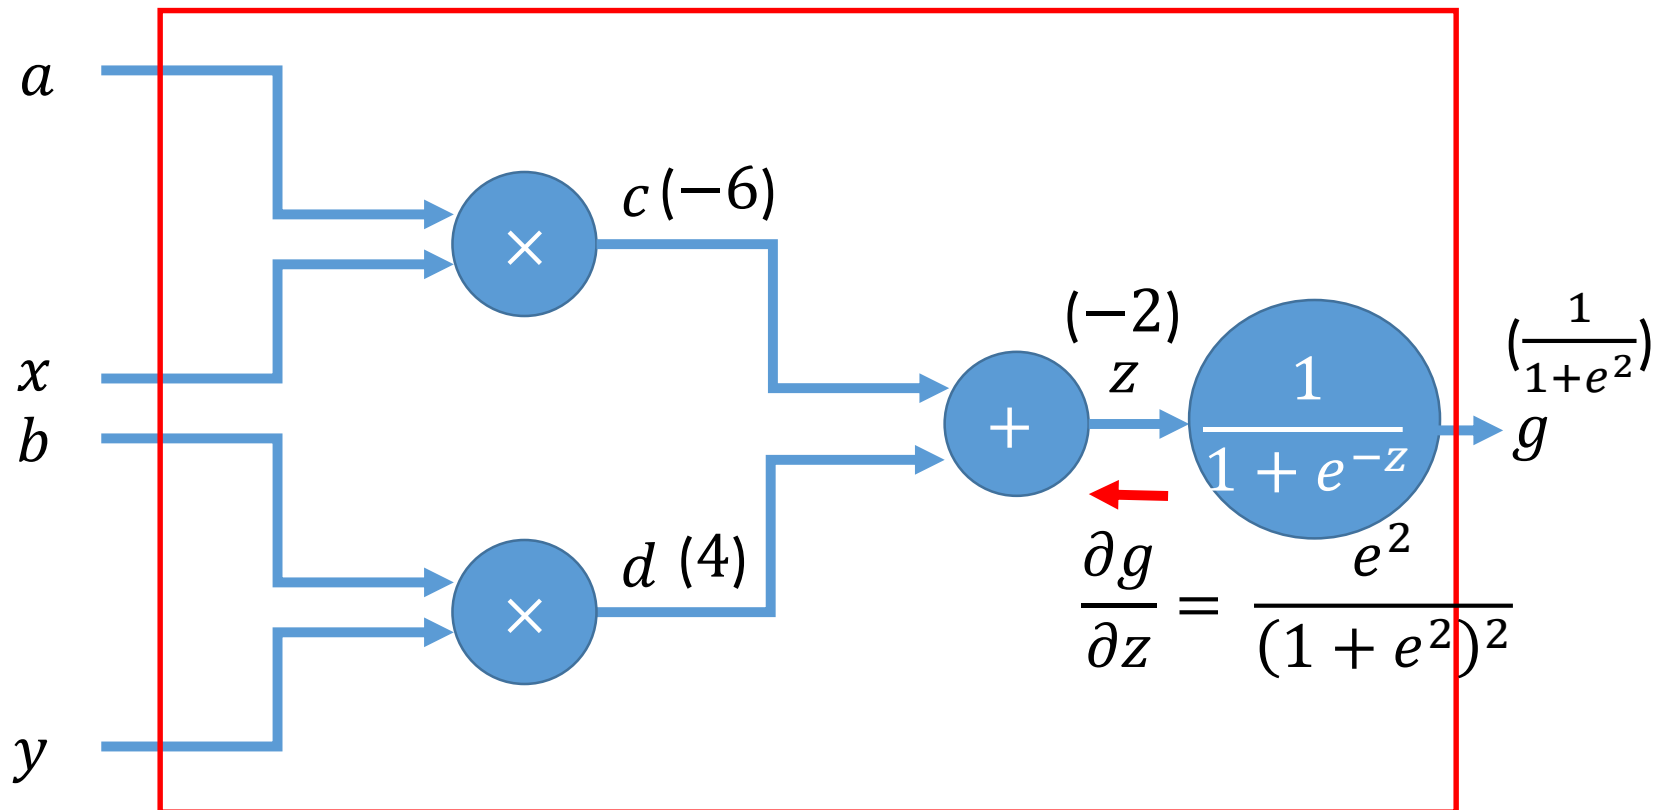 a
x
b
y
×
×
c (−6)
d (4)
+
(−2)
z
1/(1 + e^{−z})
(1/(1+e²))
g
∂g/∂z = e²/(1 + e²)²